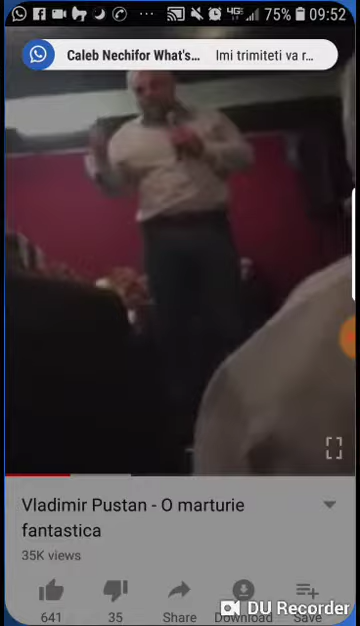 4G 75% 09:52
Caleb Nechifor What's... Imi trimiteti va r...
Vladimir Pustan - O marturie
fantastica
35K views
641 35 Share Download Save
DU Recorder